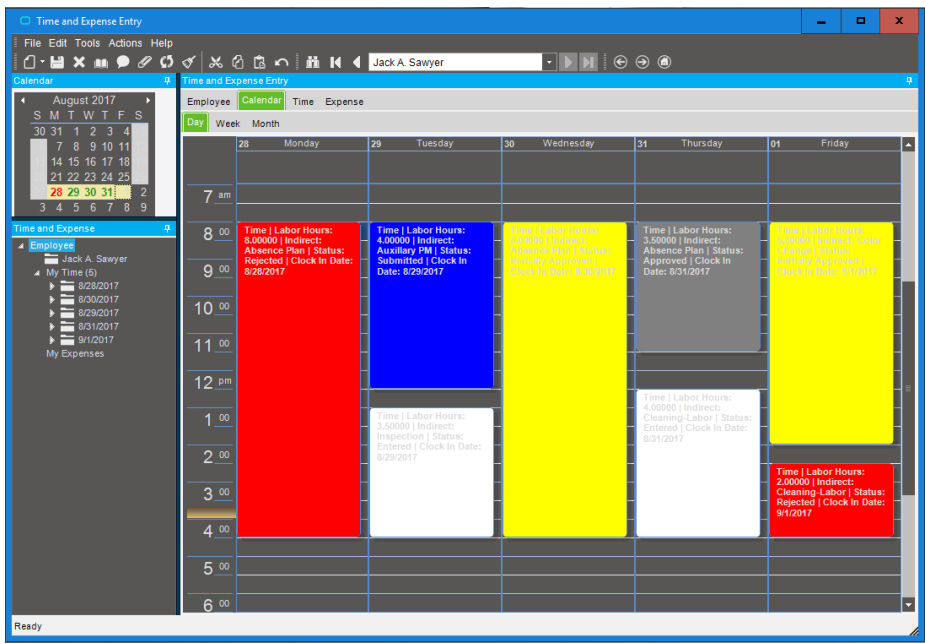 Time and Expense Entry
File Edit Tools Actions Help
Jack A. Sawyer
Calendar
Time and Expense Entry
August 2017
S M T W T F S
30 31 1 2 3 4
7 8 9 10 11
14 15 16 17 18
21 22 23 24 25
28 29 30 31 2
3 4 5 6 7 8 9
Time and Expense
Employee
Jack A. Sawyer
My Time (5)
8/28/2017
8/30/2017
8/29/2017
8/31/2017
9/1/2017
My Expenses
Employee Calendar Time Expense
Day Week Month
28 Monday 29 Tuesday 30 Wednesday 31 Thursday 01 Friday
7 am
8 00
9 00
10 00
11 00
12 pm
1 00
2 00
3 00
4 00
5 00
6 00
Time | Labor Hours:
8.00000 | Indirect:
Absence Plan | Status:
Rejected | Clock In Date:
8/28/2017
Time | Labor Hours:
4.00000 | Indirect:
Auxillary PM | Status:
Submitted | Clock In
Date: 8/29/2017
Time | Labor Hours:
3.50000 | Indirect:
Inspection | Status:
Entered | Clock In Date:
8/29/2017
Time | Labor Hours:
3.50000 | Indirect:
Absence Plan | Status:
Approved | Clock In
Date: 8/31/2017
Time | Labor Hours:
4.00000 | Indirect:
Cleaning-Labor | Status:
Entered | Clock In Date:
8/31/2017
Time | Labor Hours:
2.00000 | Indirect:
Cleaning-Labor | Status:
Rejected | Clock In Date:
9/1/2017
Ready